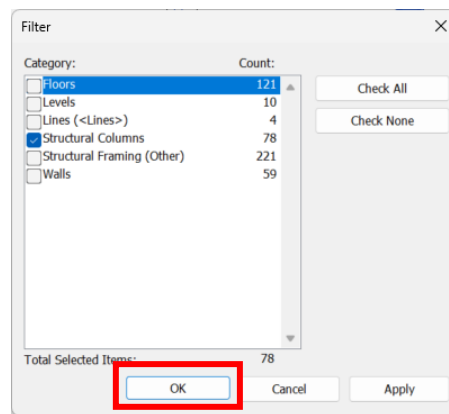 Filter
Category: Count:
Floors 121
Levels 10
Lines (<Lines>) 4
Structural Columns 78
Structural Framing (Other) 221
Walls 59
Check All
Check None
Total Selected Items: 78
OK Cancel Apply